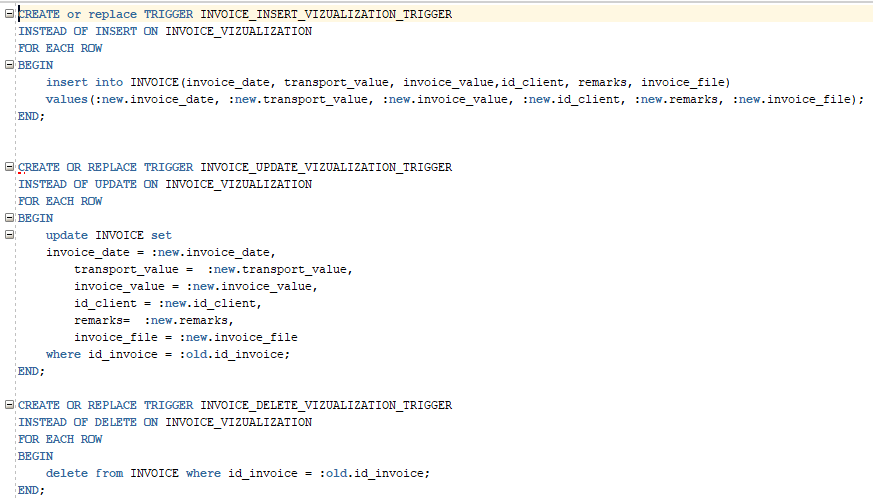 CREATE or replace TRIGGER INVOICE_INSERT_VIZUALIZATION_TRIGGER
INSTEAD OF INSERT ON INVOICE_VIZUALIZATION
FOR EACH ROW
BEGIN
    insert into INVOICE(invoice_date, transport_value, invoice_value,id_client, remarks, invoice_file)
    values(:new.invoice_date, :new.transport_value, :new.invoice_value, :new.id_client, :new.remarks, :new.invoice_file);
END;
CREATE OR REPLACE TRIGGER INVOICE_UPDATE_VIZUALIZATION_TRIGGER
INSTEAD OF UPDATE ON INVOICE_VIZUALIZATION
FOR EACH ROW
BEGIN
    update INVOICE set
    invoice_date = :new.invoice_date,
        transport_value =  :new.transport_value,
        invoice_value = :new.invoice_value,
        id_client = :new.id_client,
        remarks=  :new.remarks,
        invoice_file = :new.invoice_file
    where id_invoice = :old.id_invoice;
END;
CREATE OR REPLACE TRIGGER INVOICE_DELETE_VIZUALIZATION_TRIGGER
INSTEAD OF DELETE ON INVOICE_VIZUALIZATION
FOR EACH ROW
BEGIN
    delete from INVOICE where id_invoice = :old.id_invoice;
END;